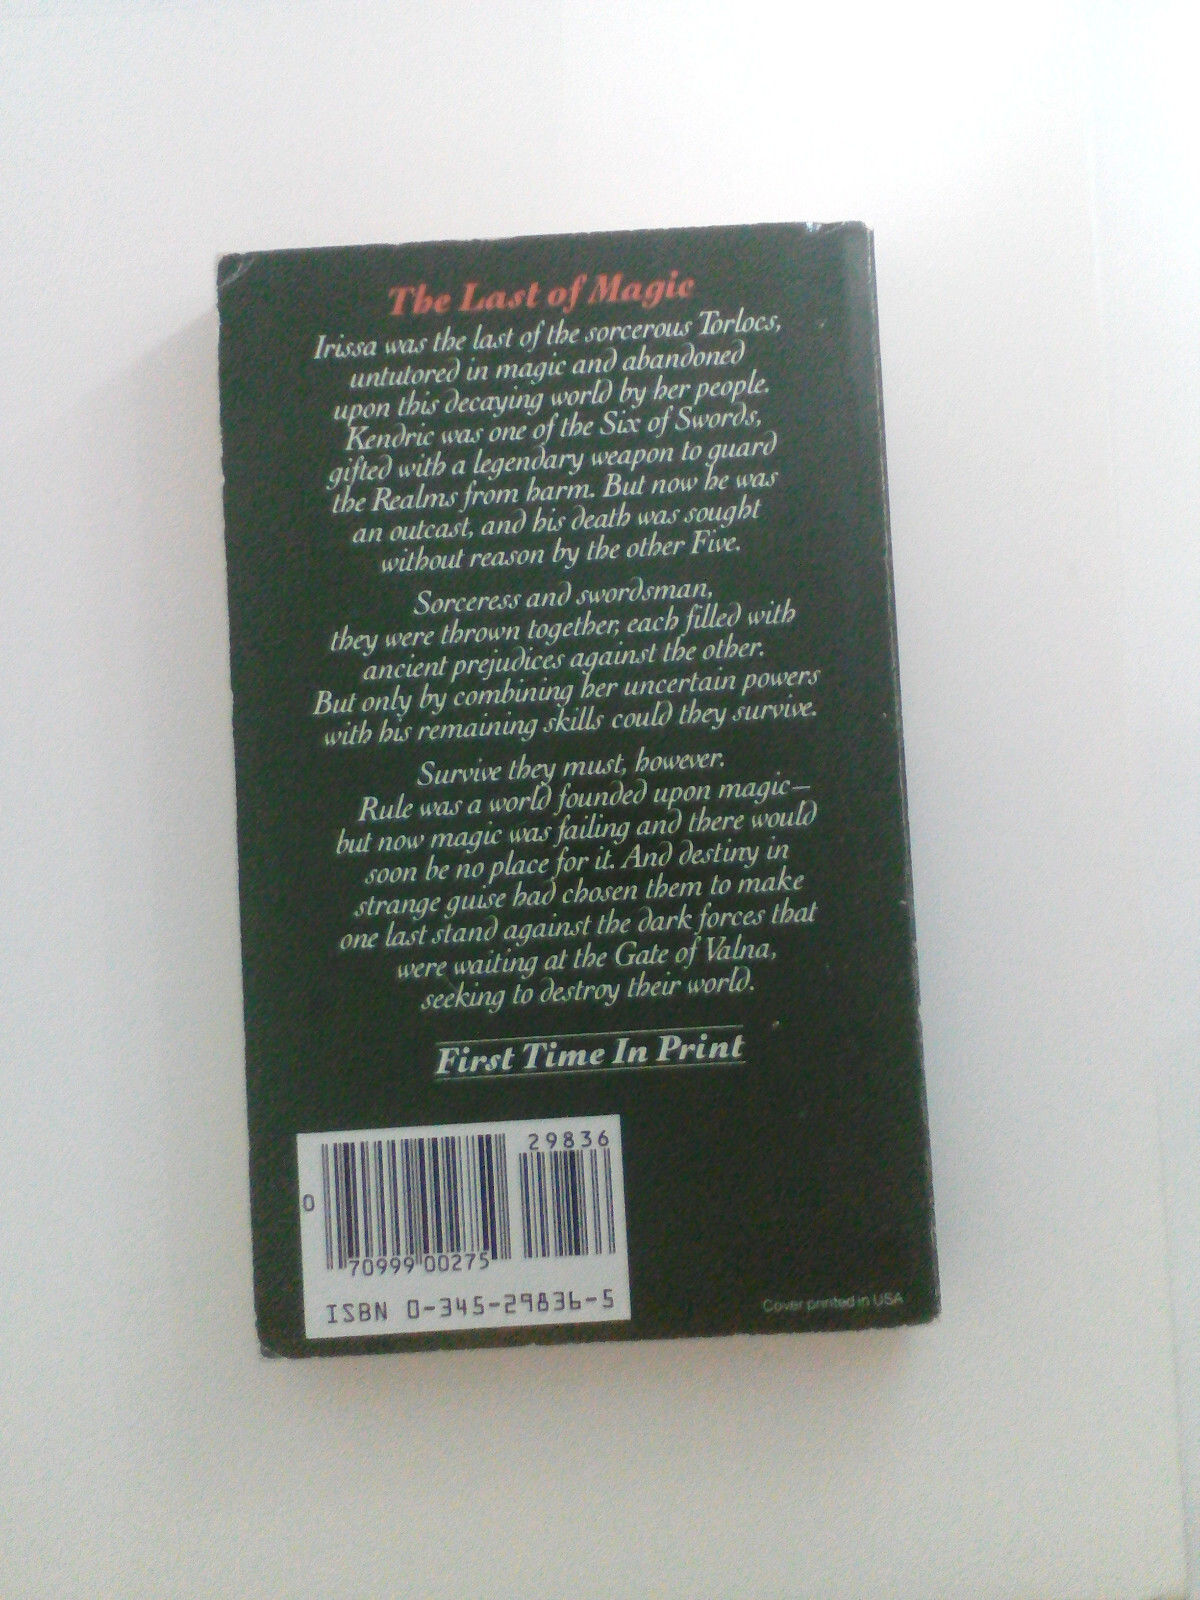 The Last of Magic
Irissa was the last of the sorcerous Torlocs,
untutored in magic and abandoned
upon this decaying world by her people.
Kendric was one of the Six of Swords,
gifted with a legendary weapon to guard
the Realms from harm. But now he was
an outcast, and his death was sought
without reason by the other Five.
Sorceress and swordsman,
they were thrown together, each filled with
ancient prejudices against the other.
But only by combining her uncertain powers
with his remaining skills could they survive.
Survive they must, however.
Rule was a world founded upon magic—
but now magic was failing and there would
soon be no place for it. And destiny in
strange guise had chosen them to make
one last stand against the dark forces that
were waiting at the Gate of Valna,
seeking to destroy their world.
First Time In Print
29836
0
70999 00275
ISBN 0-345-29836-5
Cover printed in USA